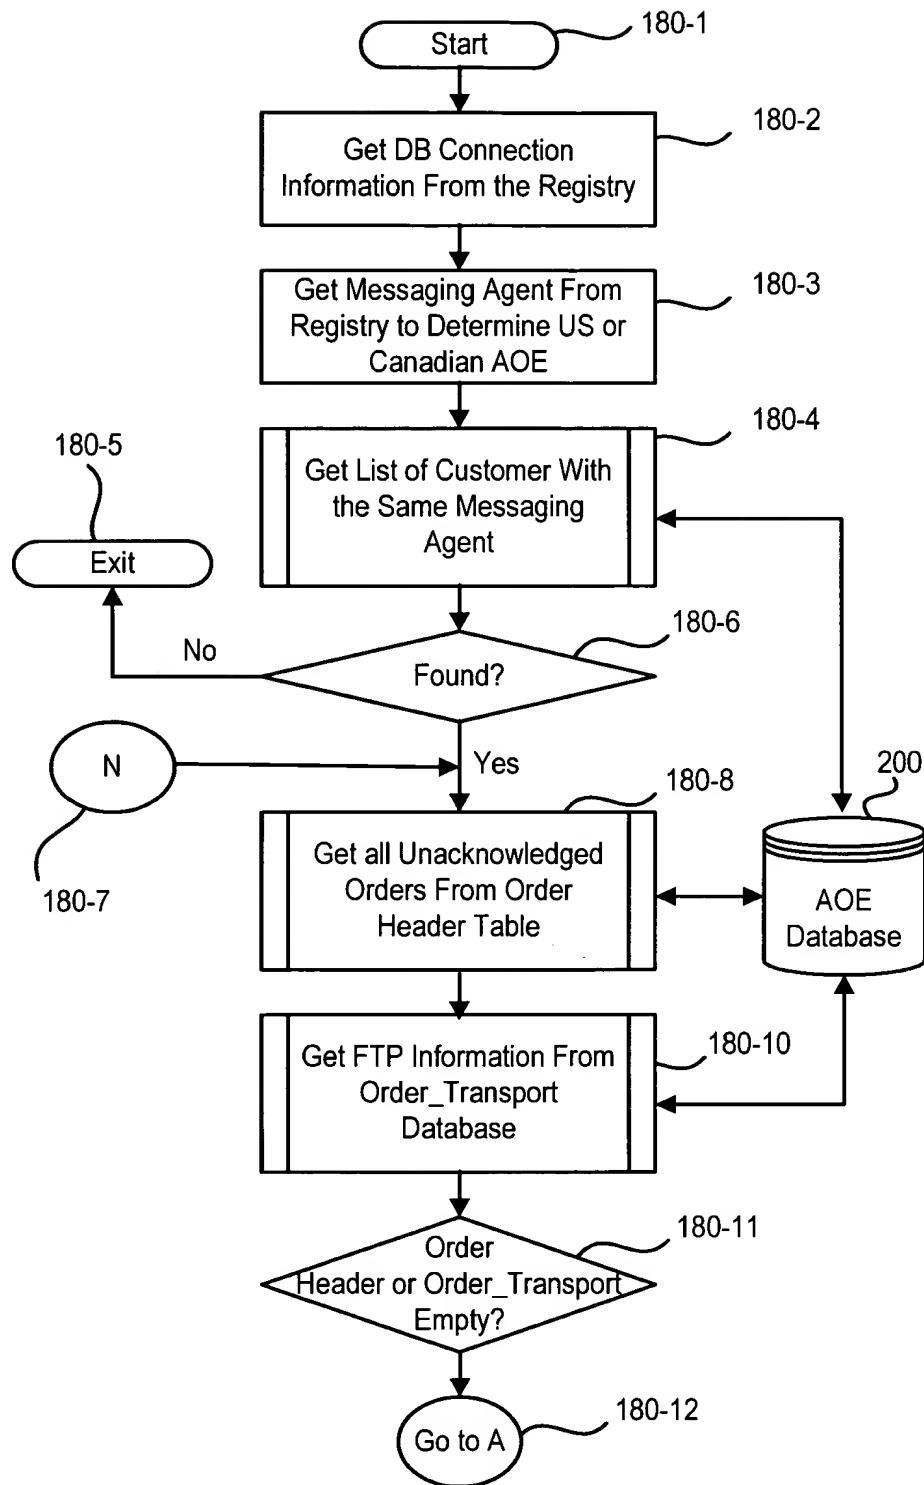 Start
180-1
Get DB Connection
Information From the Registry
180-2
Get Messaging Agent From
Registry to Determine US or
Canadian AOE
180-3
Get List of Customer With
the Same Messaging
Agent
180-4
180-5
Exit
No
Found?
180-6
N
180-7
Yes
180-8
Get all Unacknowledged
Orders From Order
Header Table
200
AOE
Database
Get FTP Information From
Order_Transport
Database
180-10
Order
Header or Order_Transport
Empty?
180-11
Go to A
180-12